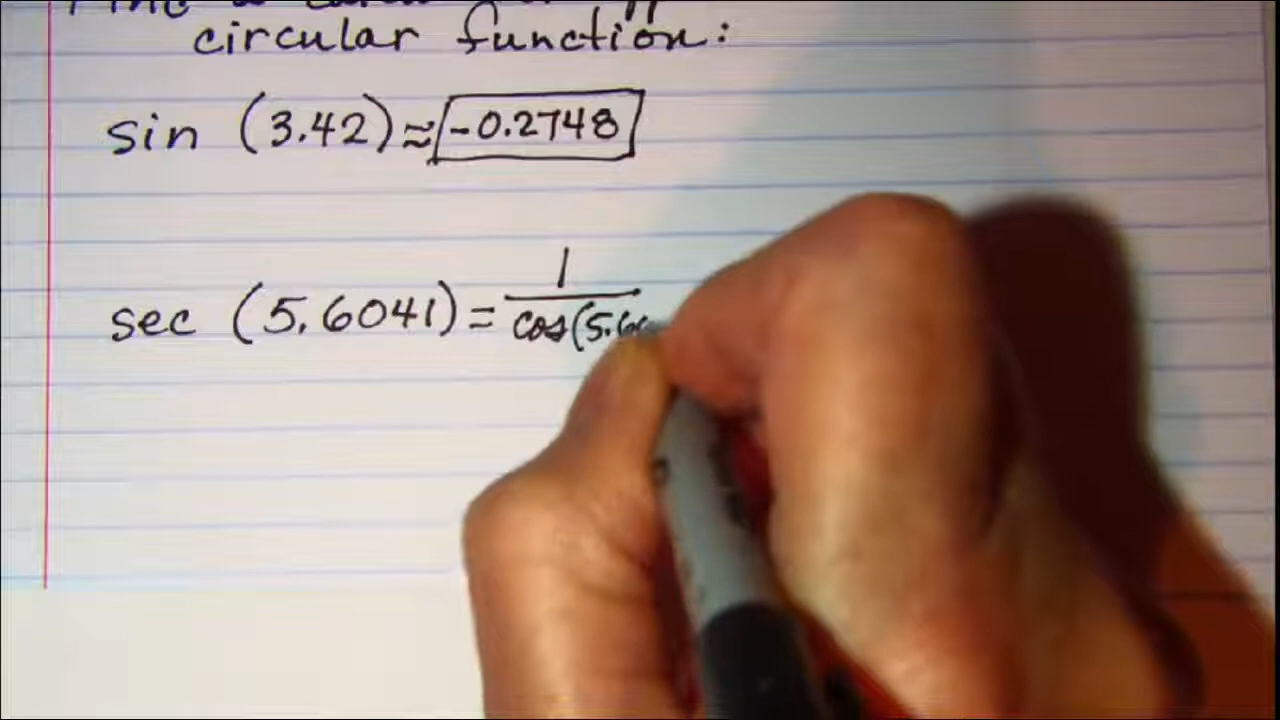 circular function:
sin (3.42) ≈ -0.2748
sec (5.6041) = 1/cos(5.6